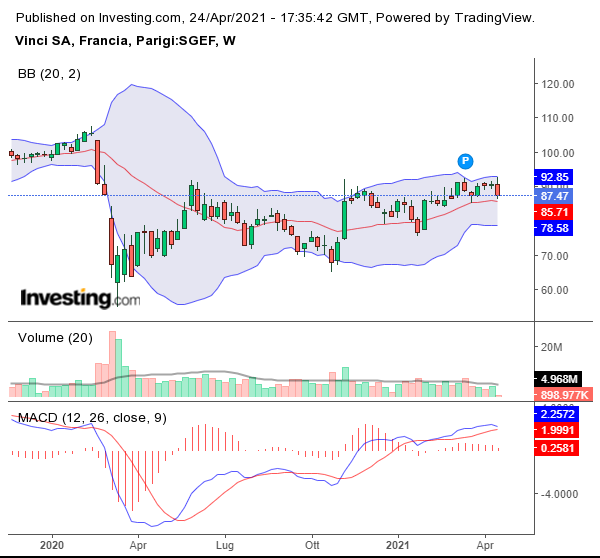 Published on Investing.com, 24/Apr/2021 - 17:35:42 GMT, Powered by TradingView.
Vinci SA, Francia, Parigi:SGEF, W
BB (20, 2)
120.00
110.00
100.00
P
92.85
87.47
85.71
78.58
70.00
60.00
Investing.com
Volume (20)
20M
4.968M
898.977K
MACD (12, 26, close, 9)
2.2572
1.9991
0.2581
-4.0000
2020 Apr Lug Ott 2021 Apr